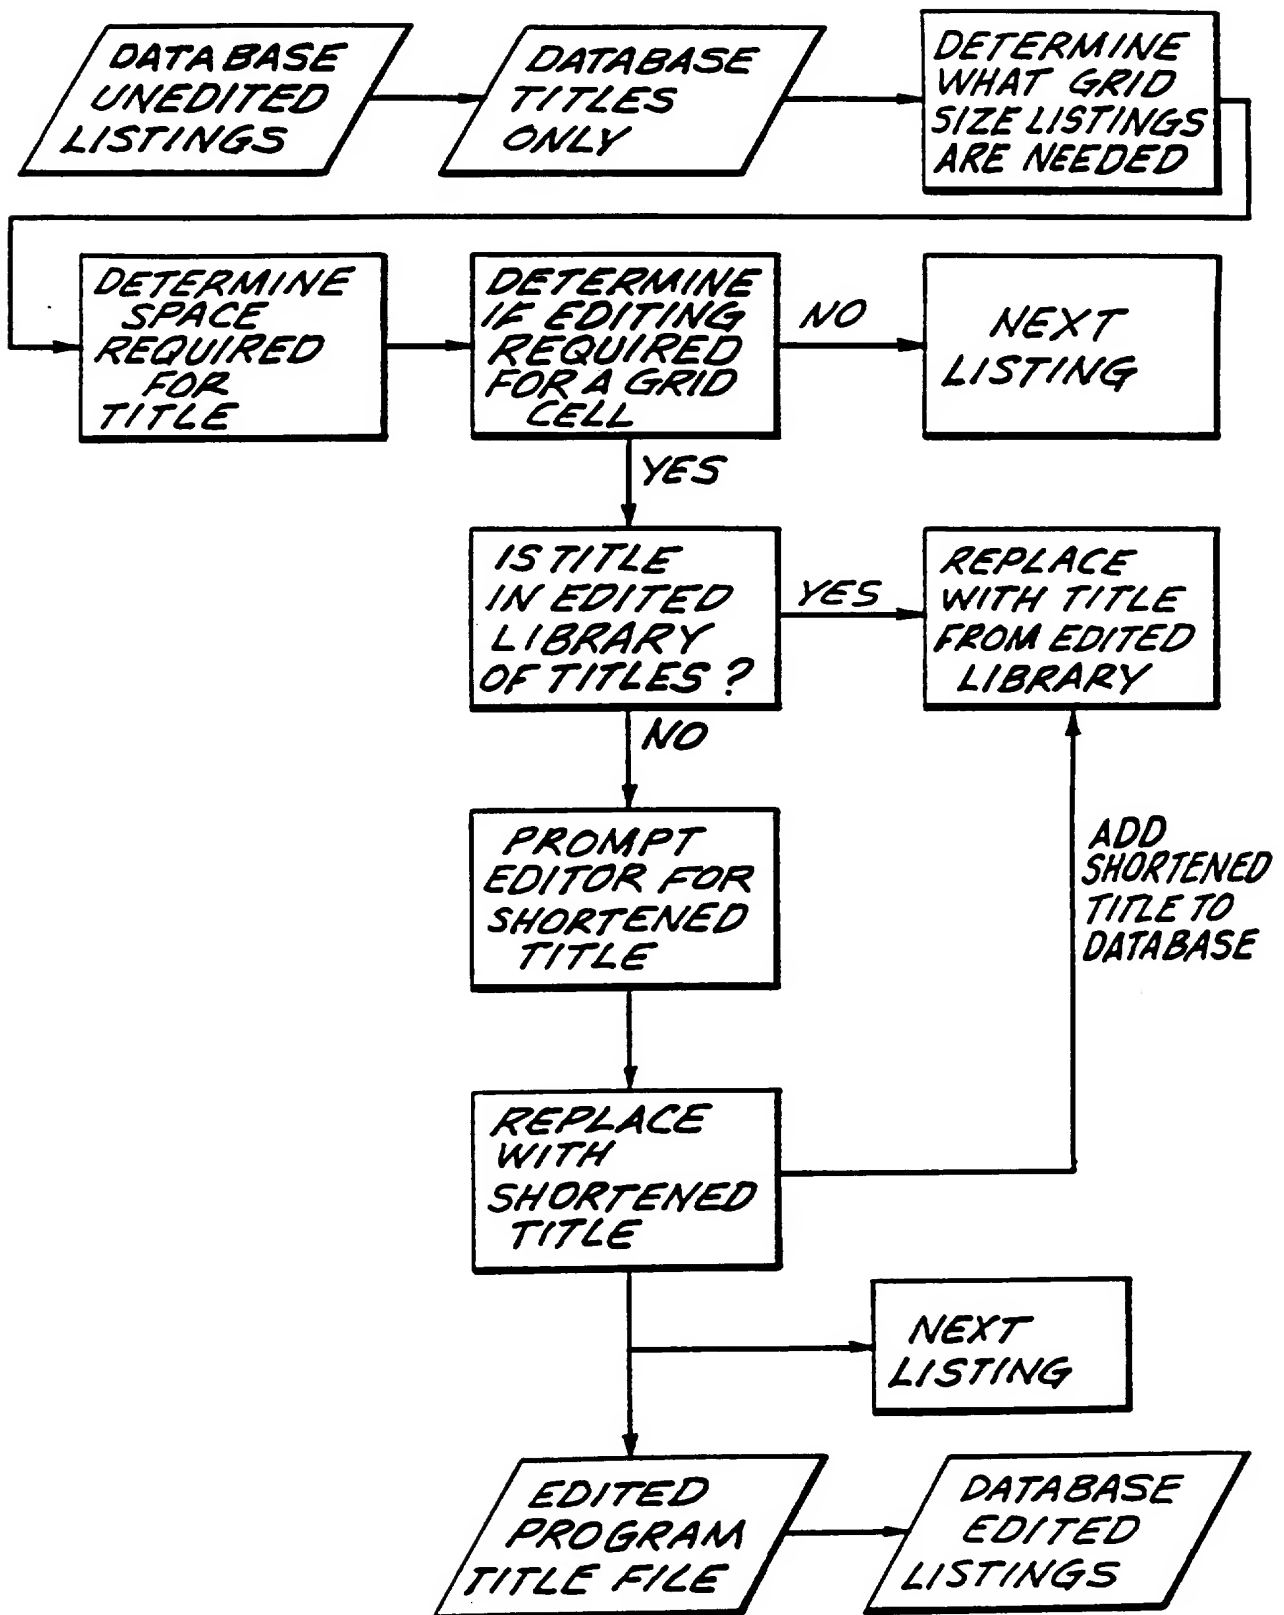 DATABASE
UNEDITED
LISTINGS
DATABASE
TITLES
ONLY
DETERMINE
WHAT GRID
SIZE LISTINGS
ARE NEEDED
DETERMINE
SPACE
REQUIRED
FOR
TITLE
DETERMINE
IF EDITING
REQUIRED
FOR A GRID
CELL
NO
NEXT
LISTING
YES
IS TITLE
IN EDITED
LIBRARY
OF TITLES ?
YES
REPLACE
WITH TITLE
FROM EDITED
LIBRARY
NO
PROMPT
EDITOR FOR
SHORTENED
TITLE
ADD
SHORTENED
TITLE TO
DATABASE
REPLACE
WITH
SHORTENED
TITLE
NEXT
LISTING
EDITED
PROGRAM
TITLE FILE
DATABASE
EDITED
LISTINGS